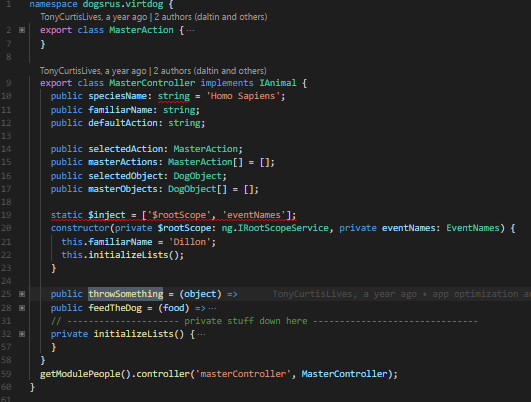 1 namespace dogsrus.virtdog {
TonyCurtisLives, a year ago | 2 authors (daltin and others)
2 export class MasterAction {...
7 }
8
TonyCurtisLives, a year ago | 2 authors (daltin and others)
9 export class MasterController implements IAnimal {
10 public speciesName: string = 'Homo Sapiens';
11 public familiarName: string;
12 public defaultAction: string;
13
14 public selectedAction: MasterAction;
15 public masterActions: MasterAction[] = [];
16 public selectedObject: DogObject;
17 public masterObjects: DogObject[] = [];
18
19 static $inject = ['$rootScope', 'eventNames'];
20 constructor(private $rootScope: ng.IRootScopeService, private eventNames: EventNames) {
21 this.familiarName = 'Dillon';
22 this.initializeLists();
23 }
24
25 public throwSomething = (object) => TonyCurtisLives, a year ago • app optimization
28 public feedTheDog = (food) =>...
31 // --------------------- private stuff down here -------------------------------
32 private initializeLists() {...
57 }
58 }
59 getModulePeople().controller('masterController', MasterController);
60 }
61